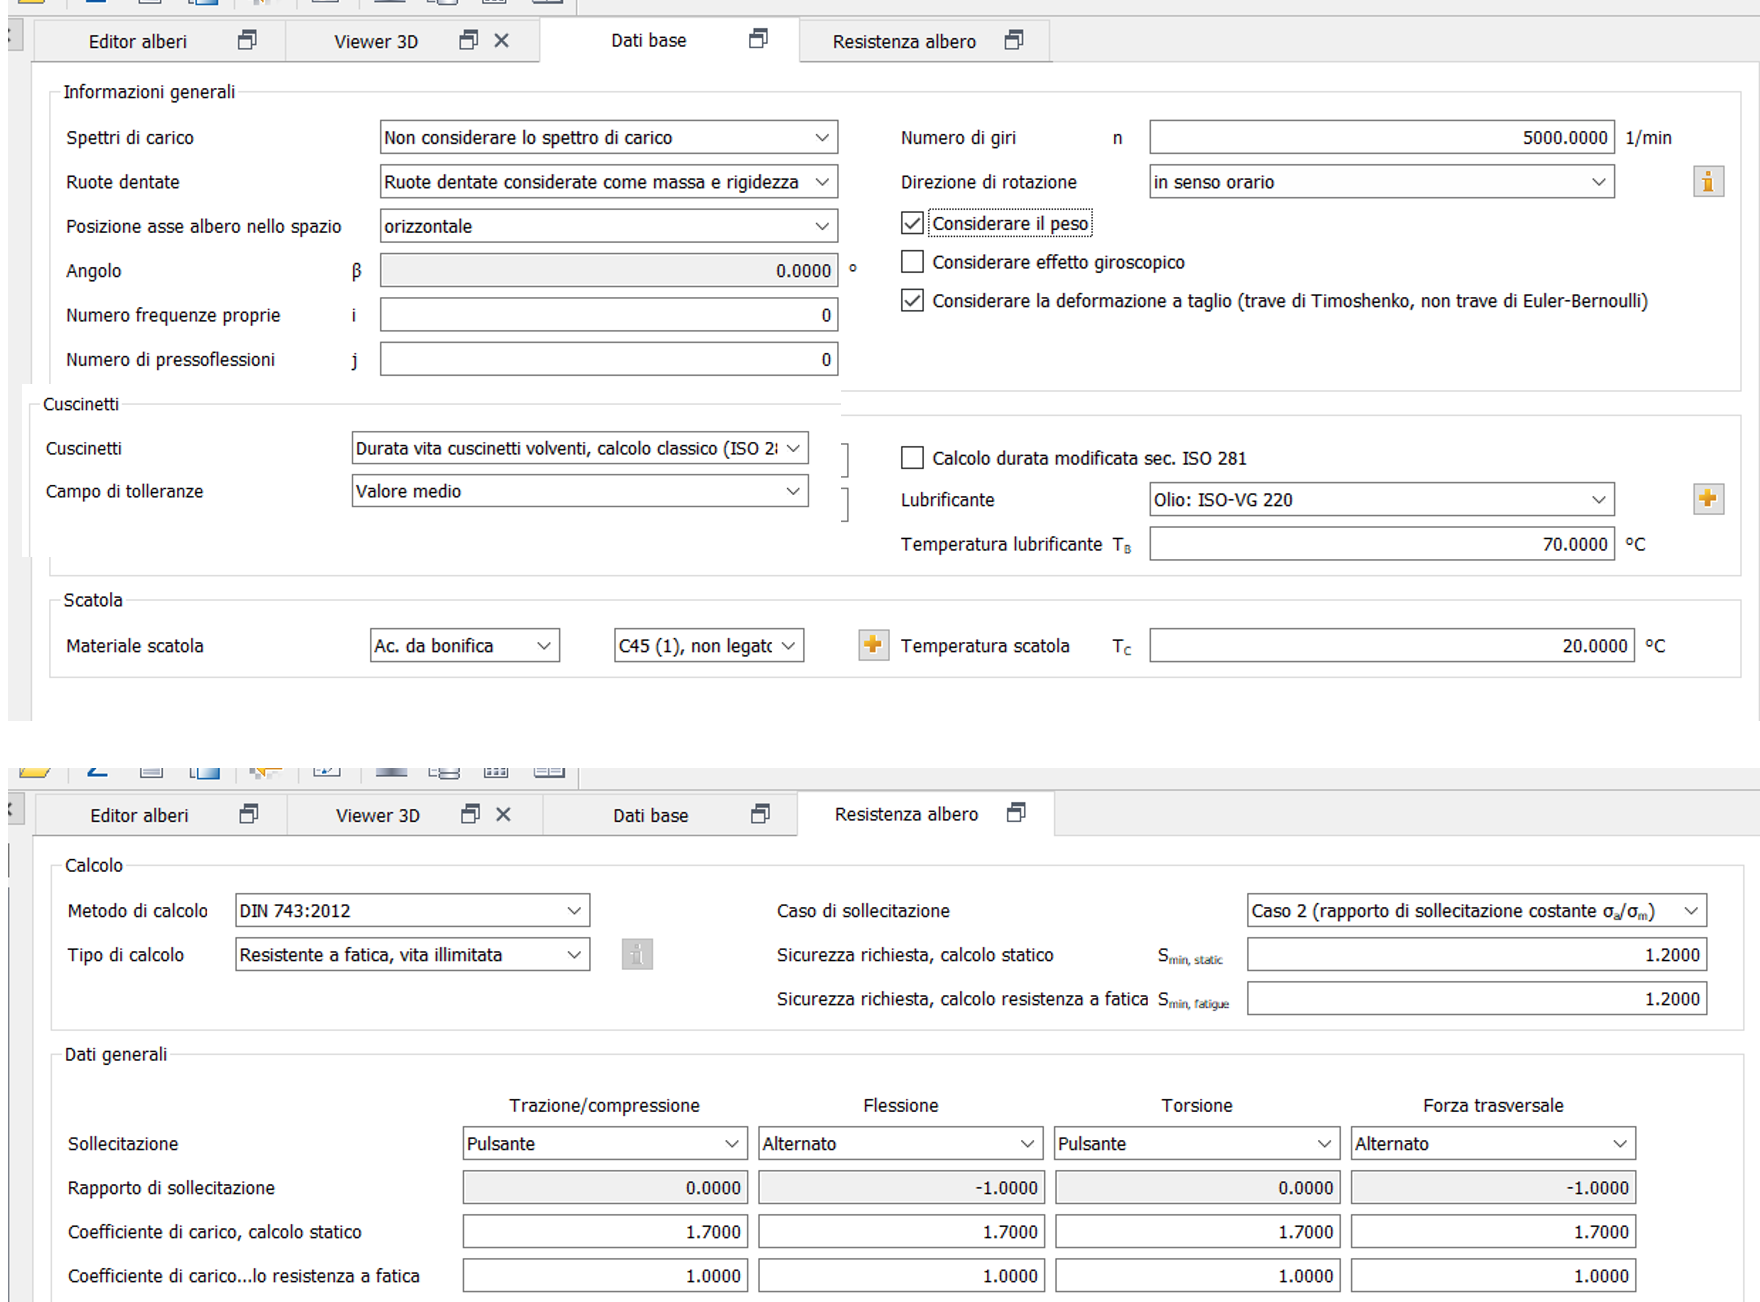 Editor alberi Viewer 3D Dati base Resistenza albero
Informazioni generali
Spettri di carico Non considerare lo spettro di carico Numero di giri n 5000.0000 1/min
Ruote dentate Ruote dentate considerate come massa e rigidezza Direzione di rotazione in senso orario
Posizione asse albero nello spazio orizzontale Considerare il peso
Angolo β 0.0000 ° Considerare effetto giroscopico
Numero frequenze proprie i 0 Considerare la deformazione a taglio (trave di Timoshenko, non trave di Euler-Bernoulli)
Numero di pressoflessioni j 0
Cuscinetti
Cuscinetti Durata vita cuscinetti volventi, calcolo classico (ISO 28 Calcolo durata modificata sec. ISO 281
Campo di tolleranze Valore medio Lubrificante Olio: ISO-VG 220
Temperatura lubrificante TB 70.0000 °C
Scatola
Materiale scatola Ac. da bonifica C45 (1), non legato Temperatura scatola TC 20.0000 °C
Editor alberi Viewer 3D Dati base Resistenza albero
Calcolo
Metodo di calcolo DIN 743:2012 Caso di sollecitazione Caso 2 (rapporto di sollecitazione costante σa/σm)
Tipo di calcolo Resistente a fatica, vita illimitata Sicurezza richiesta, calcolo statico Smin, static 1.2000
Sicurezza richiesta, calcolo resistenza a fatica Smin, fatigue 1.2000
Dati generali
Trazione/compressione Flessione Torsione Forza trasversale
Sollecitazione Pulsante Alternato Pulsante Alternato
Rapporto di sollecitazione 0.0000 -1.0000 0.0000 -1.0000
Coefficiente di carico, calcolo statico 1.7000 1.7000 1.7000 1.7000
Coefficiente di carico...lo resistenza a fatica 1.0000 1.0000 1.0000 1.0000